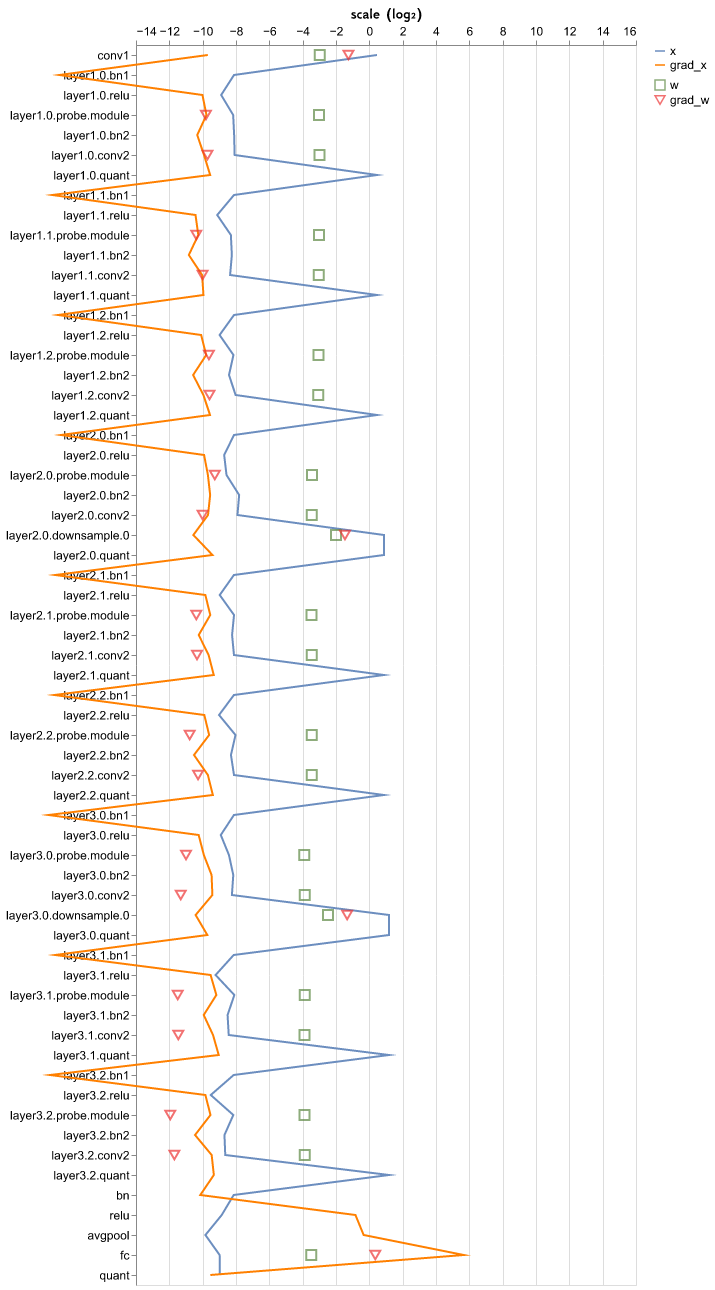 scale (log₂)
−14 −12 −10 −8 −6 −4 −2 0 2 4 6 8 10 12 14 16
x
grad_x
w
grad_w
conv1
layer1.0.bn1
layer1.0.relu
layer1.0.probe.module
layer1.0.bn2
layer1.0.conv2
layer1.0.quant
layer1.1.bn1
layer1.1.relu
layer1.1.probe.module
layer1.1.bn2
layer1.1.conv2
layer1.1.quant
layer1.2.bn1
layer1.2.relu
layer1.2.probe.module
layer1.2.bn2
layer1.2.conv2
layer1.2.quant
layer2.0.bn1
layer2.0.relu
layer2.0.probe.module
layer2.0.bn2
layer2.0.conv2
layer2.0.downsample.0
layer2.0.quant
layer2.1.bn1
layer2.1.relu
layer2.1.probe.module
layer2.1.bn2
layer2.1.conv2
layer2.1.quant
layer2.2.bn1
layer2.2.relu
layer2.2.probe.module
layer2.2.bn2
layer2.2.conv2
layer2.2.quant
layer3.0.bn1
layer3.0.relu
layer3.0.probe.module
layer3.0.bn2
layer3.0.conv2
layer3.0.downsample.0
layer3.0.quant
layer3.1.bn1
layer3.1.relu
layer3.1.probe.module
layer3.1.bn2
layer3.1.conv2
layer3.1.quant
layer3.2.bn1
layer3.2.relu
layer3.2.probe.module
layer3.2.bn2
layer3.2.conv2
layer3.2.quant
bn
relu
avgpool
fc
quant